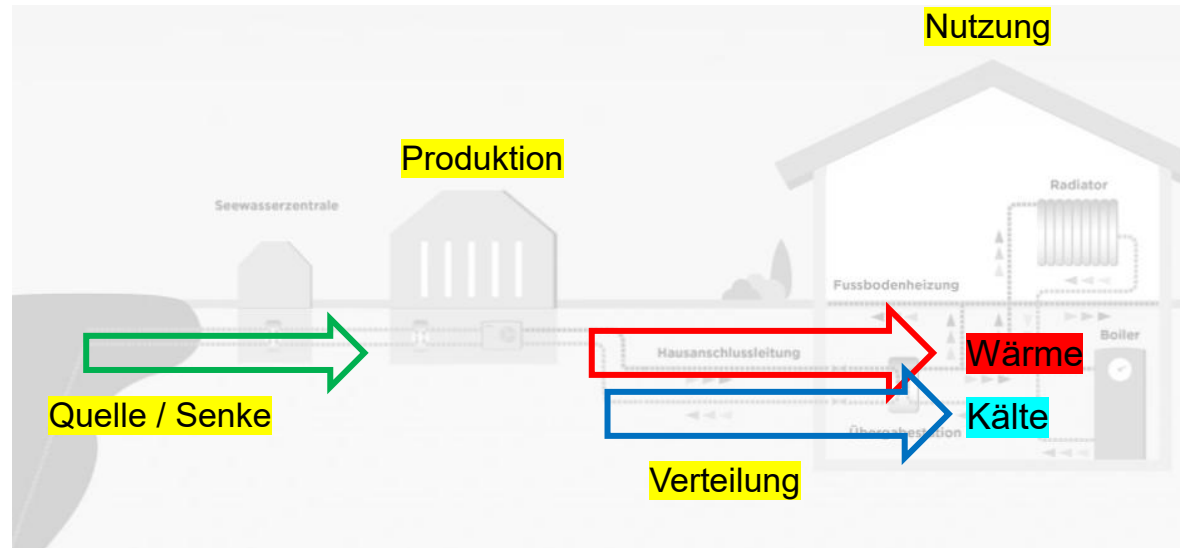 Nutzung
Produktion
Radiator
Seewasserzentrale
Fussbodenheizung
Boiler
Hausanschlussleitung
Wärme
Quelle / Senke
Kälte
Übergabestation
Verteilung